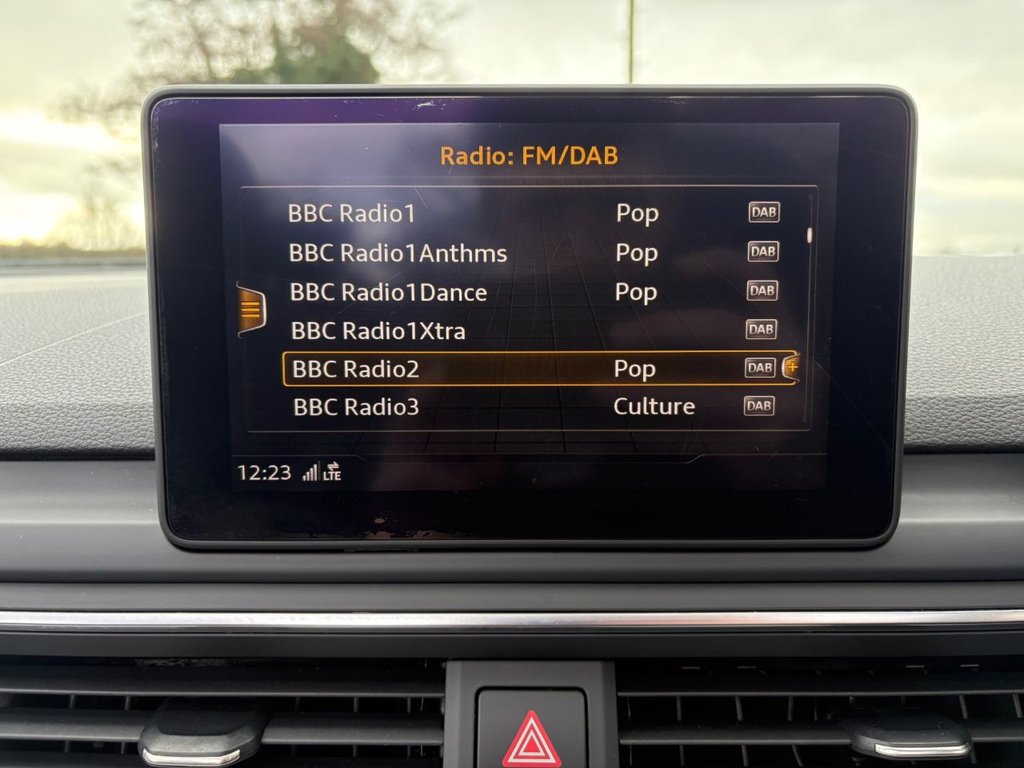 Radio: FM/DAB
BBC Radio1 Pop DAB
BBC Radio1Anthms Pop DAB
BBC Radio1Dance Pop DAB
BBC Radio1Xtra DAB
BBC Radio2 Pop DAB +
BBC Radio3 Culture DAB
12:23 LTE